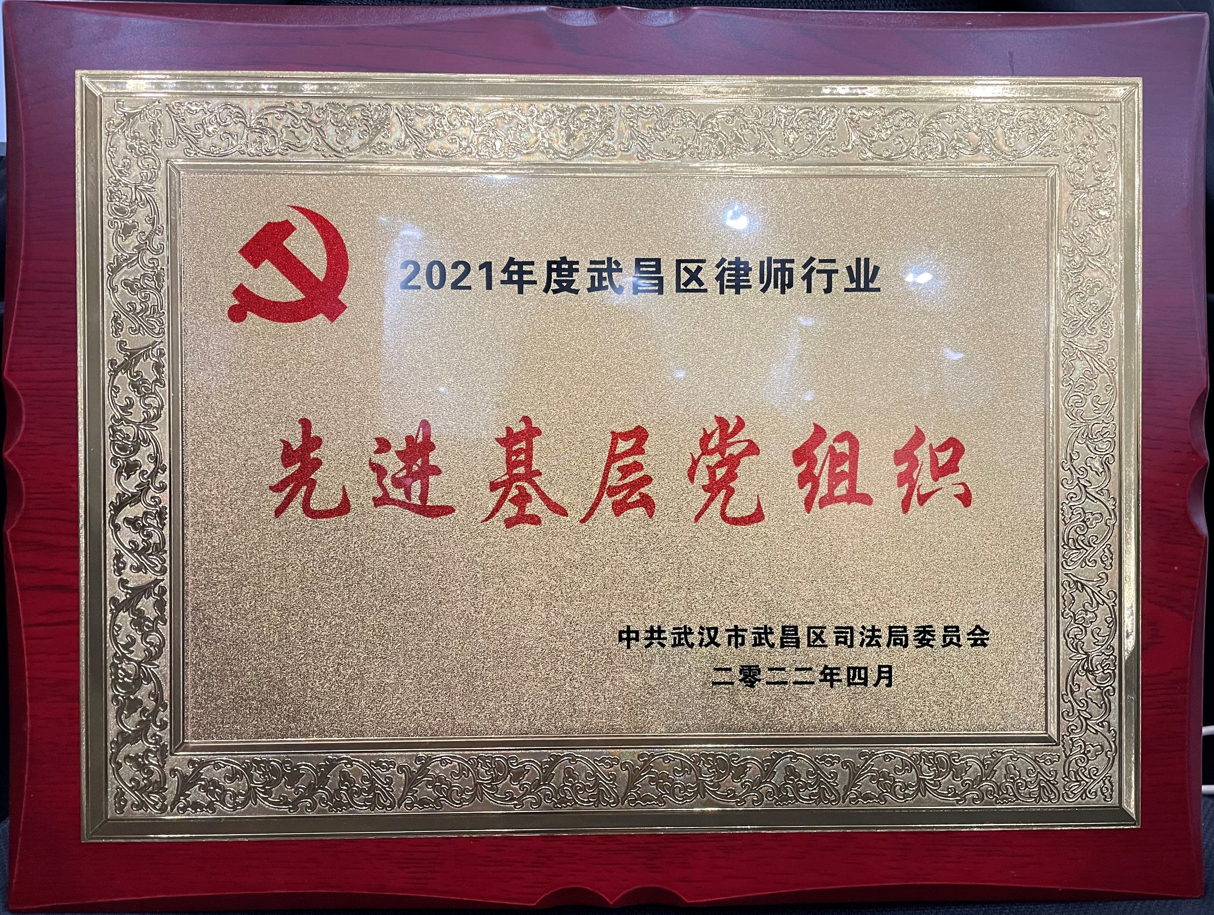 2021年度武昌区律师行业
先进基层党组织
中共武汉市武昌区司法局委员会
二零二二年四月